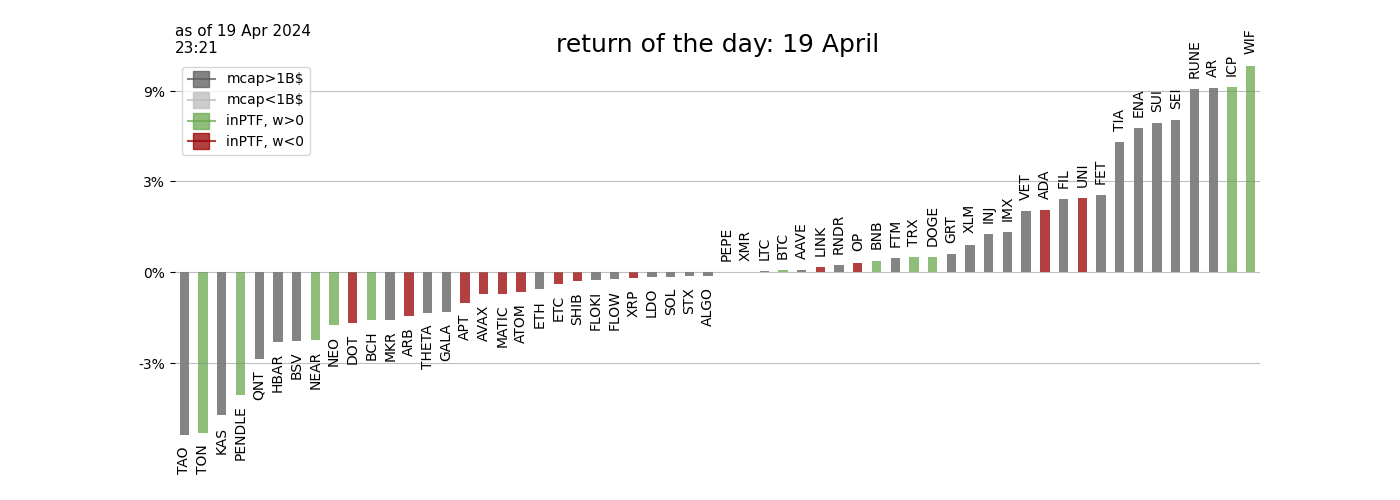 as of 19 Apr 2024
23:21
return of the day: 19 April
mcap>1B$
mcap<1B$
inPTF, w>0
inPTF, w<0
9%
3%
0%
-3%
TAO
TON
KAS
PENDLE
QNT
HBAR
BSV
NEAR
NEO
DOT
BCH
MKR
ARB
THETA
GALA
APT
AVAX
MATIC
ATOM
ETH
ETC
SHIB
FLOKI
FLOW
XRP
LDO
SOL
STX
ALGO
PEPE
XMR
LTC
BTC
AAVE
LINK
RNDR
OP
BNB
FTM
TRX
DOGE
GRT
XLM
INJ
IMX
VET
ADA
FIL
UNI
FET
TIA
ENA
SUI
SEI
RUNE
AR
ICP
WIF